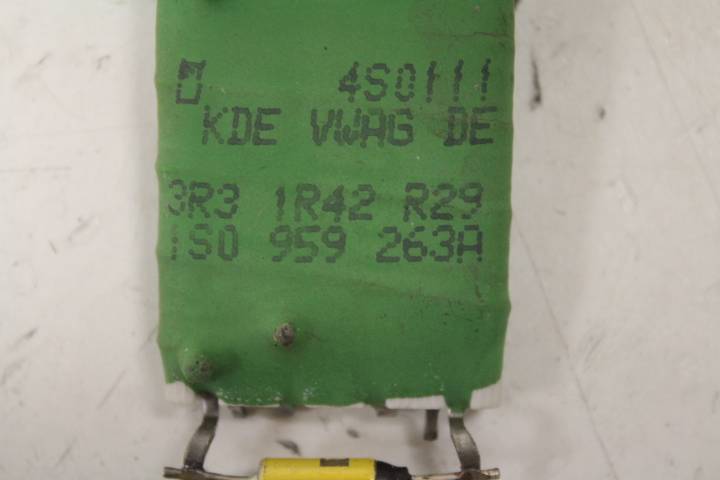 4S0111
KDE VWAG DE
3R3 1R42 R29
1S0 959 263A